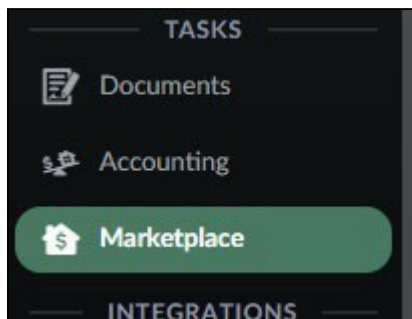 TASKS
Documents
Accounting
Marketplace
INTEGRATIONS